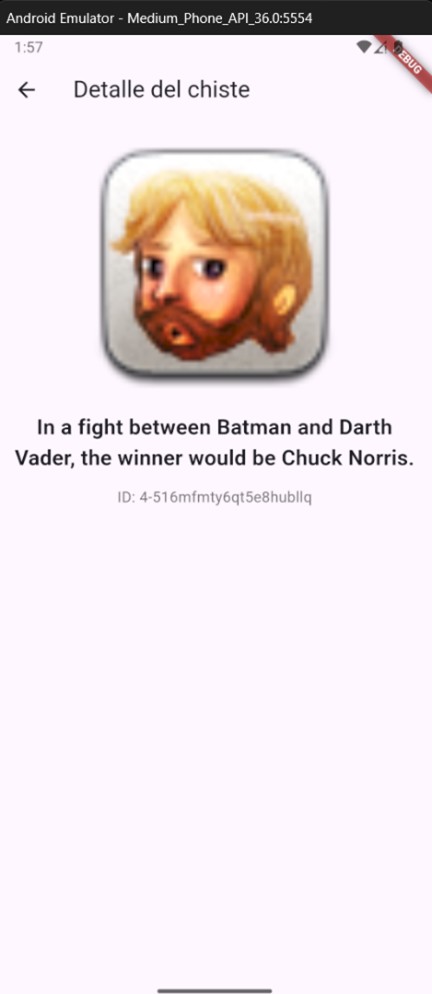 Android Emulator - Medium_Phone_API_36.0:5554
1:57
Detalle del chiste
In a fight between Batman and Darth
Vader, the winner would be Chuck Norris.
ID: 4-516mfmty6qt5e8hubllq